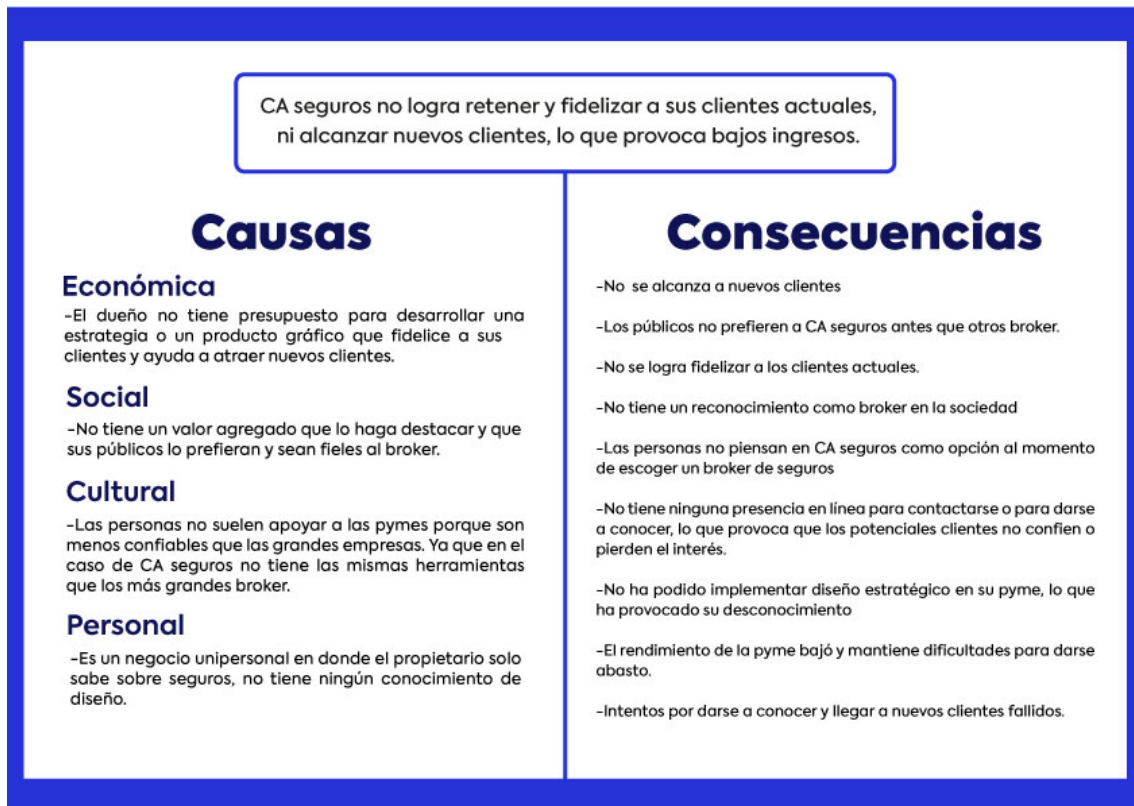 CA seguros no logra retener y fidelizar a sus clientes actuales,
ni alcanzar nuevos clientes, lo que provoca bajos ingresos.
Causas
Económica
-El dueño no tiene presupuesto para desarrollar una
estrategia o un producto gráfico que fidelice a sus
clientes y ayuda a atraer nuevos clientes.
Social
-No tiene un valor agregado que lo haga destacar y que
sus públicos lo prefieran y sean fieles al broker.
Cultural
-Las personas no suelen apoyar a las pymes porque son
menos confiables que las grandes empresas. Ya que en el
caso de CA seguros no tiene las mismas herramientas
que los más grandes broker.
Personal
-Es un negocio unipersonal en donde el propietario solo
sabe sobre seguros, no tiene ningún conocimiento de
diseño.
Consecuencias
-No se alcanza a nuevos clientes
-Los públicos no prefieren a CA seguros antes que otros broker.
-No se logra fidelizar a los clientes actuales.
-No tiene un reconocimiento como broker en la sociedad
-Las personas no piensan en CA seguros como opción al momento
de escoger un broker de seguros
-No tiene ninguna presencia en línea para contactarse o para darse
a conocer, lo que provoca que los potenciales clientes no confien o
pierden el interés.
-No ha podido implementar diseño estratégico en su pyme, lo que
ha provocado su desconocimiento
-El rendimiento de la pyme bajó y mantiene dificultades para darse
abasto.
-Intentos por darse a conocer y llegar a nuevos clientes fallidos.